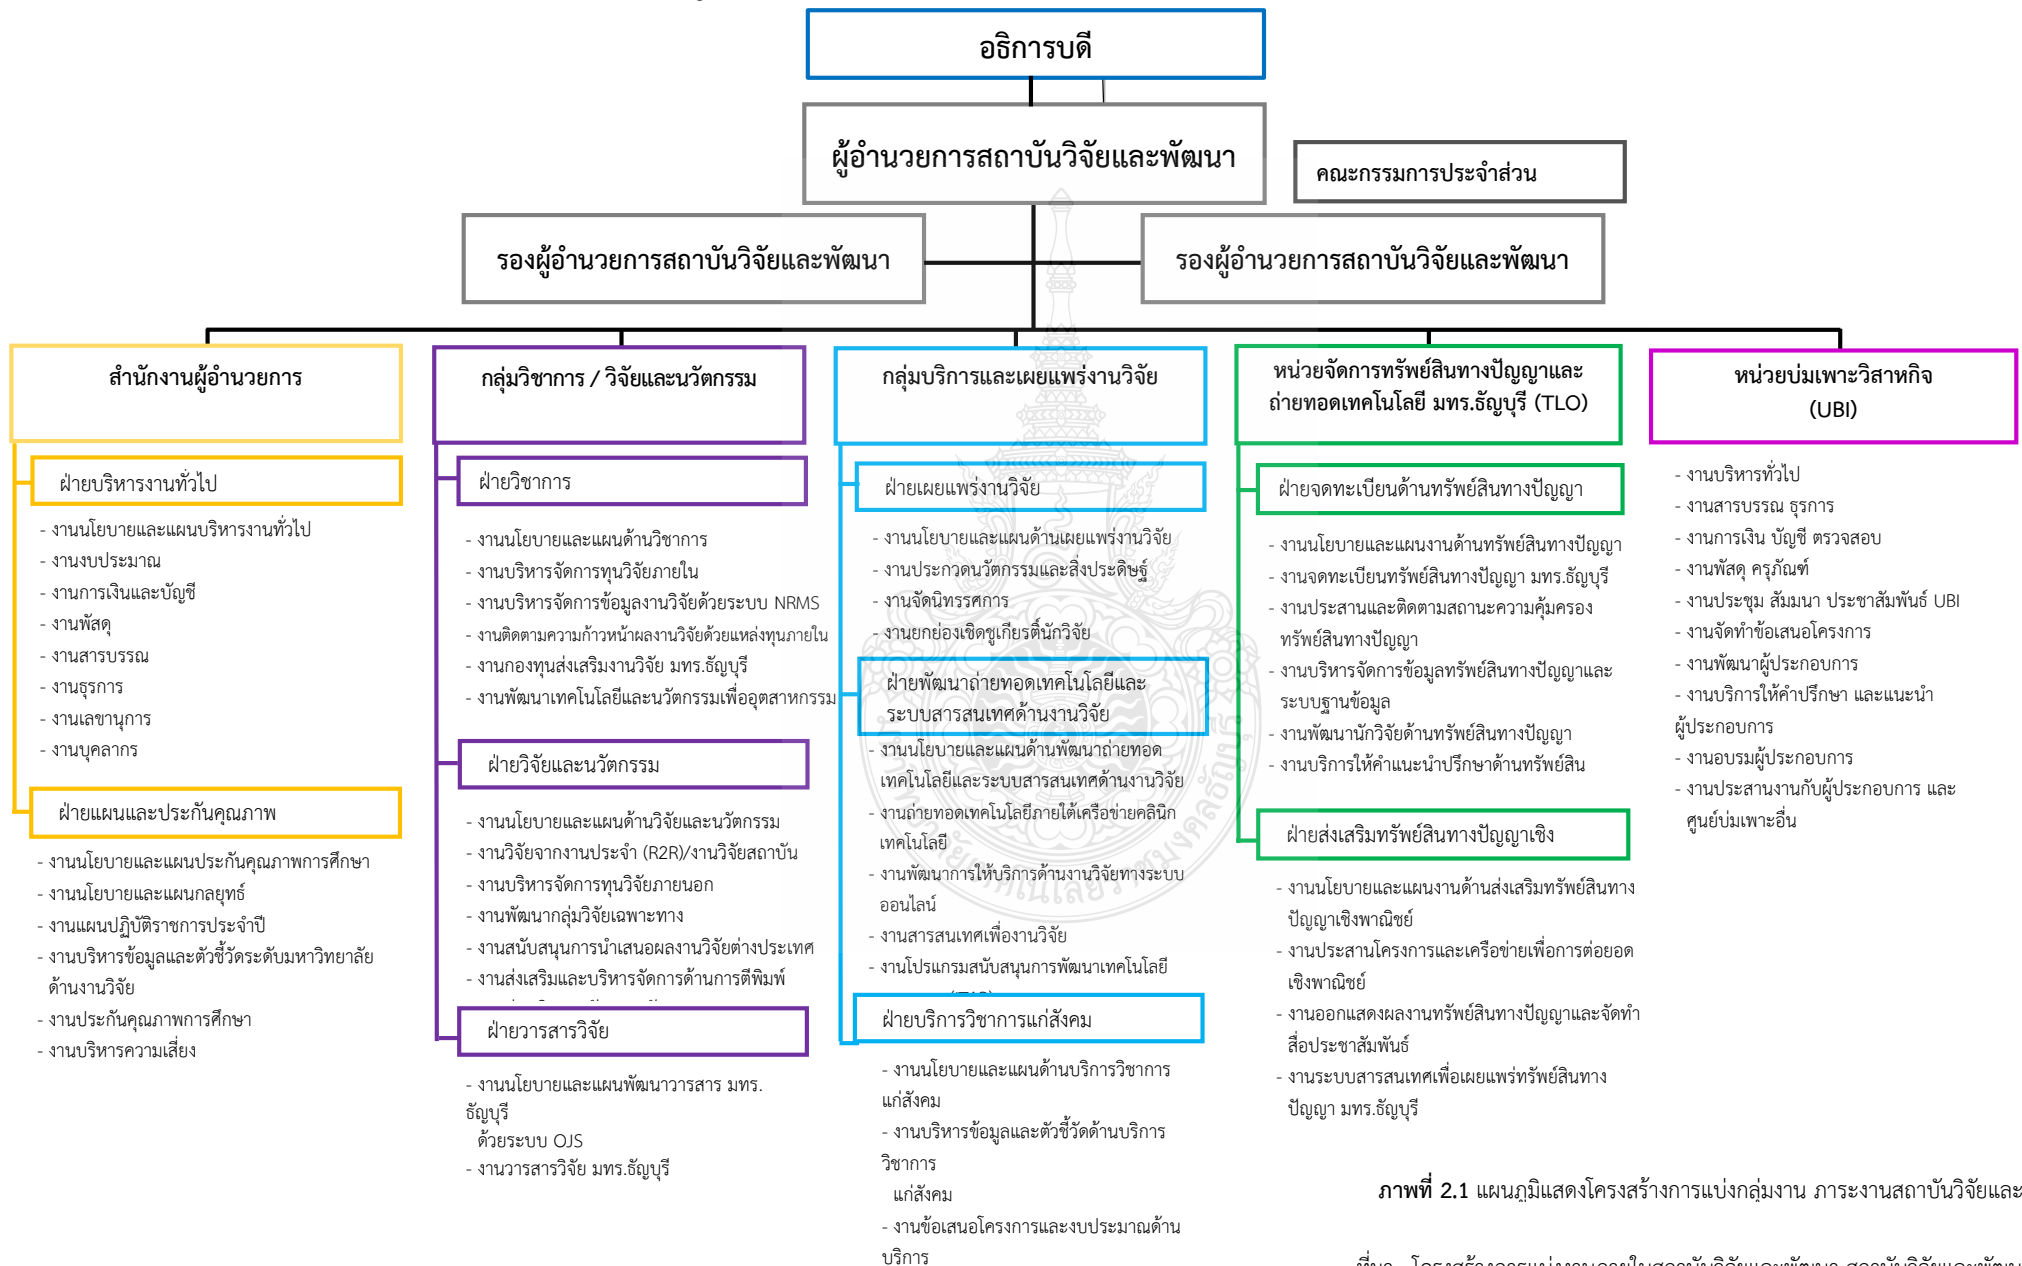 อธิการบดี
ผู้อำนวยการสถาบันวิจัยและพัฒนา
คณะกรรมการประจำส่วน
รองผู้อำนวยการสถาบันวิจัยและพัฒนา
รองผู้อำนวยการสถาบันวิจัยและพัฒนา
สำนักงานผู้อำนวยการ
ฝ่ายบริหารงานทั่วไป
- งานนโยบายและแผนบริหารงานทั่วไป
- งานงบประมาณ
- งานการเงินและบัญชี
- งานพัสดุ
- งานสารบรรณ
- งานธุรการ
- งานเลขานุการ
- งานบุคลากร
ฝ่ายแผนและประกันคุณภาพ
- งานนโยบายและแผนประกันคุณภาพการศึกษา
- งานนโยบายและแผนกลยุทธ์
- งานแผนปฏิบัติราชการประจำปี
- งานบริหารข้อมูลและตัวชี้วัดระดับมหาวิทยาลัย
ด้านงานวิจัย
- งานประกันคุณภาพการศึกษา
- งานบริหารความเสี่ยง
กลุ่มวิชาการ / วิจัยและนวัตกรรม
ฝ่ายวิชาการ
- งานนโยบายและแผนด้านวิชาการ
- งานบริหารจัดการทุนวิจัยภายใน
- งานบริหารจัดการข้อมูลงานวิจัยด้วยระบบ NRMS
- งานติดตามความก้าวหน้าผลงานวิจัยด้วยแหล่งทุนภายใน
- งานกองทุนส่งเสริมงานวิจัย มทร.ธัญบุรี
- งานพัฒนาเทคโนโลยีและนวัตกรรมเพื่ออุตสาหกรรม
ฝ่ายวิจัยและนวัตกรรม
- งานนโยบายและแผนด้านวิจัยและนวัตกรรม
- งานวิจัยจากงานประจำ (R2R)/งานวิจัยสถาบัน
- งานบริหารจัดการทุนวิจัยภายนอก
- งานพัฒนากลุ่มวิจัยเฉพาะทาง
- งานสนับสนุนการนำเสนอผลงานวิจัยต่างประเทศ
- งานส่งเสริมและบริหารจัดการด้านการตีพิมพ์
ฝ่ายวารสารวิจัย
- งานนโยบายและแผนพัฒนาวารสาร มทร.
ธัญบุรี
ด้วยระบบ OJS
- งานวารสารวิจัย มทร.ธัญบุรี
กลุ่มบริการและเผยแพร่งานวิจัย
ฝ่ายเผยแพร่งานวิจัย
- งานนโยบายและแผนด้านเผยแพร่งานวิจัย
- งานประกวดนวัตกรรมและสิ่งประดิษฐ์
- งานจัดนิทรรศการ
- งานยกย่องเชิดชูเกียรติ์นักวิจัย
ฝ่ายพัฒนาถ่ายทอดเทคโนโลยีและ
ระบบสารสนเทศด้านงานวิจัย
- งานนโยบายและแผนด้านพัฒนาถ่ายทอด
เทคโนโลยีและระบบสารสนเทศด้านงานวิจัย
- งานถ่ายทอดเทคโนโลยีภายใต้เครือข่ายคลินิก
เทคโนโลยี
- งานพัฒนาการให้บริการด้านงานวิจัยทางระบบ
ออนไลน์
- งานสารสนเทศเพื่องานวิจัย
- งานโปรแกรมสนับสนุนการพัฒนาเทคโนโลยี
ฝ่ายบริการวิชาการแก่สังคม
- งานนโยบายและแผนด้านบริการวิชาการ
แก่สังคม
- งานบริหารข้อมูลและตัวชี้วัดด้านบริการ
วิชาการ
แก่สังคม
- งานข้อเสนอโครงการและงบประมาณด้าน
บริการ
หน่วยจัดการทรัพย์สินทางปัญญาและ
ถ่ายทอดเทคโนโลยี มทร.ธัญบุรี (TLO)
ฝ่ายจดทะเบียนด้านทรัพย์สินทางปัญญา
- งานนโยบายและแผนงานด้านทรัพย์สินทางปัญญา
- งานจดทะเบียนทรัพย์สินทางปัญญา มทร.ธัญบุรี
- งานประสานและติดตามสถานะความคุ้มครอง
ทรัพย์สินทางปัญญา
- งานบริหารจัดการข้อมูลทรัพย์สินทางปัญญาและ
ระบบฐานข้อมูล
- งานพัฒนานักวิจัยด้านทรัพย์สินทางปัญญา
- งานบริการให้คำแนะนำปรึกษาด้านทรัพย์สิน
ฝ่ายส่งเสริมทรัพย์สินทางปัญญาเชิง
- งานนโยบายและแผนงานด้านส่งเสริมทรัพย์สินทาง
ปัญญาเชิงพาณิชย์
- งานประสานโครงการและเครือข่ายเพื่อการต่อยอด
เชิงพาณิชย์
- งานออกแสดงผลงานทรัพย์สินทางปัญญาและจัดทำ
สื่อประชาสัมพันธ์
- งานระบบสารสนเทศเพื่อเผยแพร่ทรัพย์สินทาง
ปัญญา มทร.ธัญบุรี
หน่วยบ่มเพาะวิสาหกิจ
(UBI)
- งานบริหารทั่วไป
- งานสารบรรณ ธุรการ
- งานการเงิน บัญชี ตรวจสอบ
- งานพัสดุ ครุภัณฑ์
- งานประชุม สัมมนา ประชาสัมพันธ์ UBI
- งานจัดทำข้อเสนอโครงการ
- งานพัฒนาผู้ประกอบการ
- งานบริการให้คำปรึกษา และแนะนำ
ผู้ประกอบการ
- งานอบรมผู้ประกอบการ
- งานประสานงานกับผู้ประกอบการ และ
ศูนย์บ่มเพาะอื่น
ภาพที่ 2.1 แผนภูมิแสดงโครงสร้างการแบ่งกลุ่มงาน ภาระงานสถาบันวิจัยและ